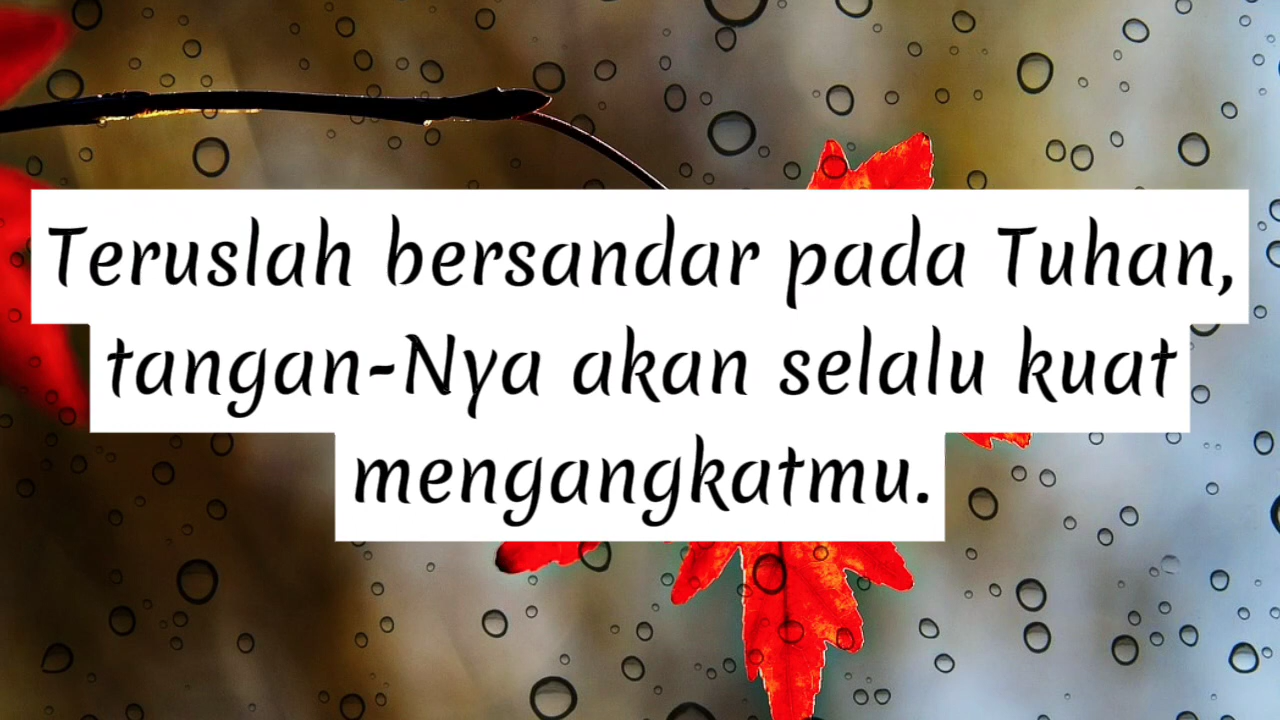 Teruslah bersandar pada Tuhan,
tangan-Nya akan selalu kuat
mengangkatmu.